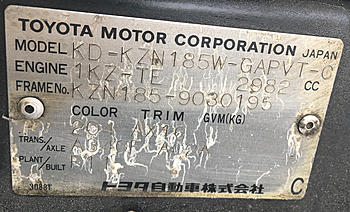 TOYOTA MOTOR CORPORATION JAPAN
MODEL KD-KZN185W-GAPVT-C
ENGINE 1KZ-TE 2982 CC
FRAME No. KZN185-9030195
COLOR TRIM GVM(KG)
TRANS./
AXLE
PLANT/
BUILT
3088T トヨタ自動車株式会社 C